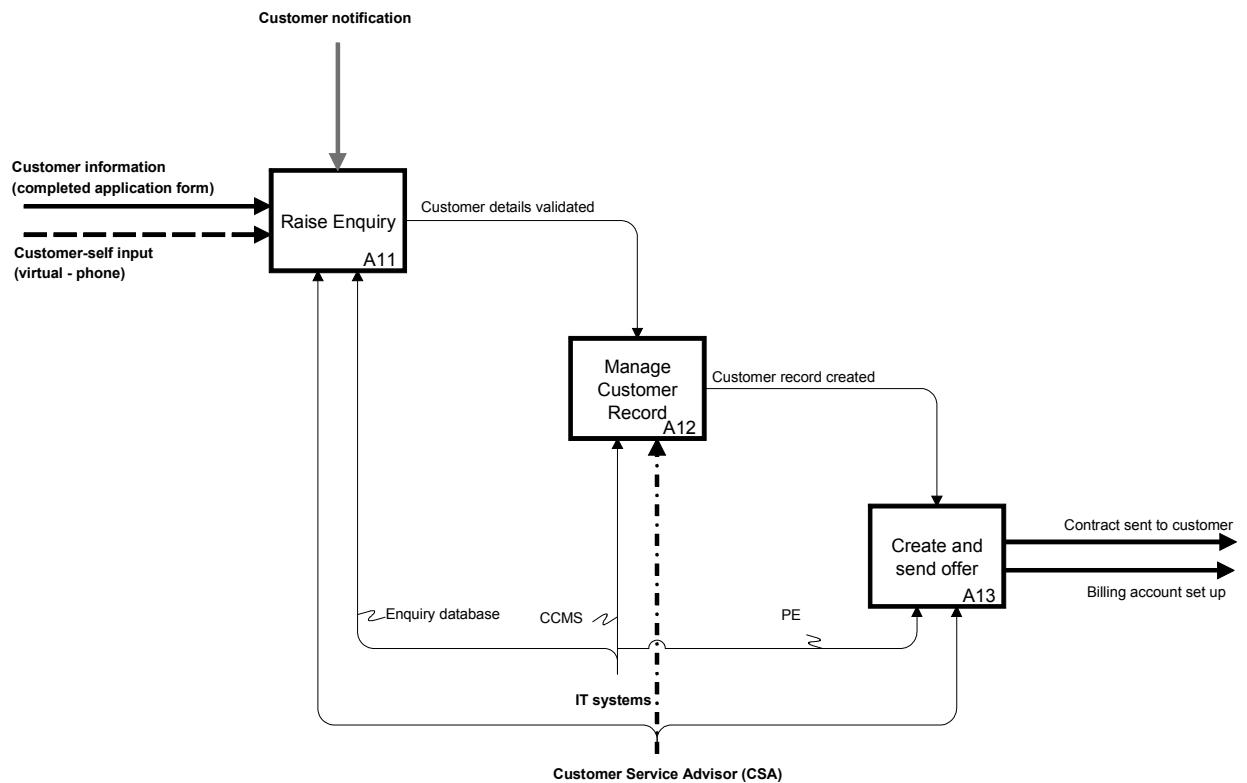 Customer notification
Customer information
(completed application form)
Customer-self input
(virtual - phone)
Raise Enquiry
A11
Customer details validated
Manage
Customer
Record
A12
Customer record created
Create and
send offer
A13
Contract sent to customer
Billing account set up
Enquiry database
CCMS
PE
IT systems
Customer Service Advisor (CSA)